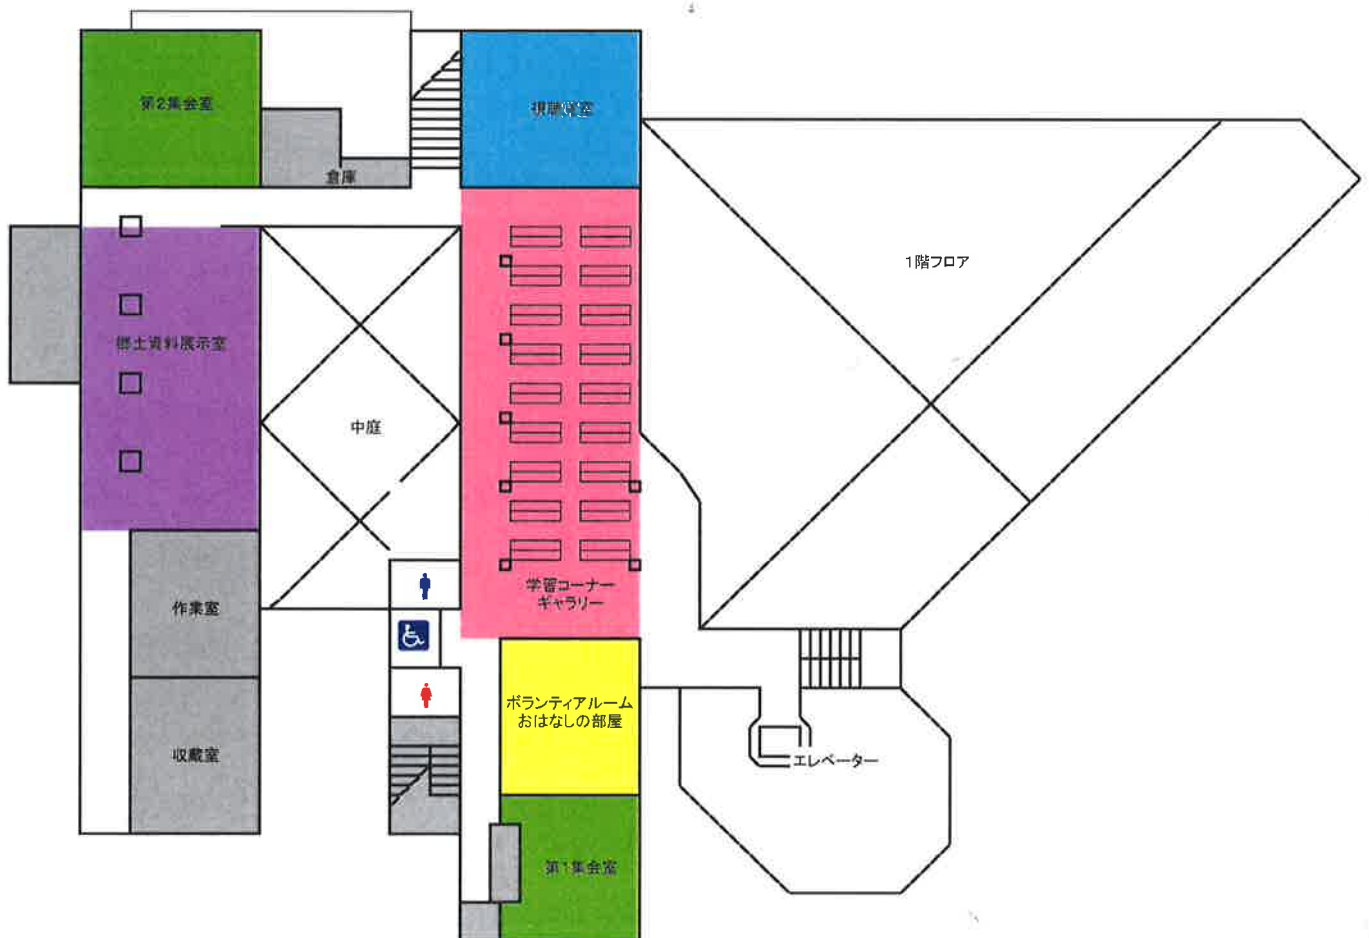 第2集会室
視聴覚室
倉庫
1階フロア
郷土資料展示室
中庭
学習コーナー
ギャラリー
作業室
ボランティアルーム
おはなしの部屋
収蔵室
エレベーター
第1集会室